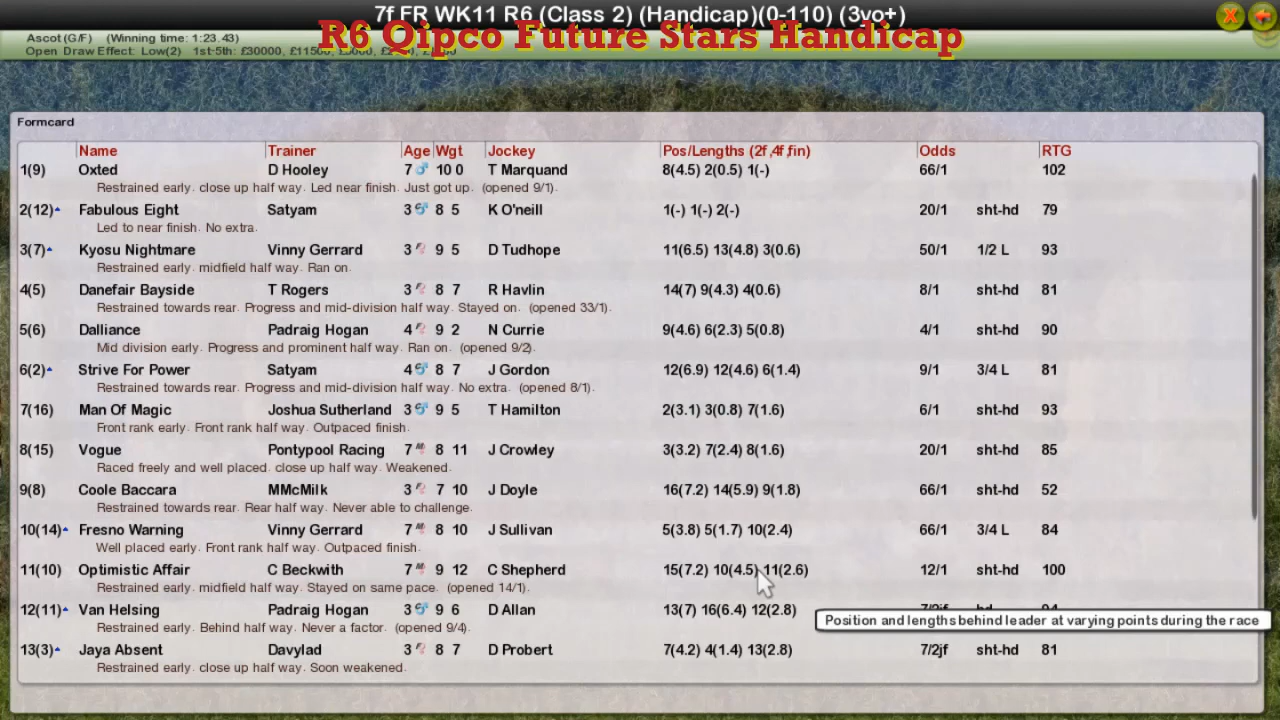 7f FR WK11 R6 (Class 2) (Handicap)(0-110) (3yo+)
R6 Qipco Future Stars Handicap
Ascot(G/F) (Winning time: 1:23.43)
Open Draw Effect: Low(2) 1st-5th: £30000,
Formcard
Name Trainer Age Wgt Jockey Pos/Lengths (2f,4f,fin) Odds RTG
1(9) Oxted D Hooley 7 10 0 T Marquand 8(4.5) 2(0.5) 1(-) 66/1 102
Restrained early. close up half way. Led near finish. Just got up. (opened 9/1).
2(12) Fabulous Eight Satyam 3 8 5 K O'neill 1(-) 1(-) 2(-) 20/1 sht-hd 79
Led to near finish. No extra.
3(7) Kyosu Nightmare Vinny Gerrard 3 9 5 D Tudhope 11(6.5) 13(4.8) 3(0.6) 50/1 1/2 L 93
Restrained early. midfield half way. Ran on.
4(5) Danefair Bayside T Rogers 3 8 7 R Havlin 14(7) 9(4.3) 4(0.6) 8/1 sht-hd 81
Restrained towards rear. Progress and mid-division half way. Stayed on. (opened 33/1).
5(6) Dalliance Padraig Hogan 4 9 2 N Currie 9(4.6) 6(2.3) 5(0.8) 4/1 sht-hd 90
Mid division early. Progress and prominent half way. Ran on. (opened 9/2).
6(2) Strive For Power Satyam 4 8 7 J Gordon 12(6.9) 12(4.6) 6(1.4) 9/1 3/4 L 81
Restrained towards rear. Progress and mid-division half way. No extra. (opened 8/1).
7(16) Man Of Magic Joshua Sutherland 3 9 5 T Hamilton 2(3.1) 3(0.8) 7(1.6) 6/1 sht-hd 93
Front rank early. Front rank half way. Outpaced finish.
8(15) Vogue Pontypool Racing 7 8 11 J Crowley 3(3.2) 7(2.4) 8(1.6) 20/1 sht-hd 85
Raced freely and well placed. close up half way. Weakened.
9(8) Coole Baccara MMcMilk 3 7 10 J Doyle 16(7.2) 14(5.9) 9(1.8) 66/1 sht-hd 52
Restrained towards rear. Rear half way. Never able to challenge.
10(14) Fresno Warning Vinny Gerrard 7 8 10 J Sullivan 5(3.8) 5(1.7) 10(2.4) 66/1 3/4 L 84
Well placed early. Front rank half way. Outpaced finish.
11(10) Optimistic Affair C Beckwith 7 9 12 C Shepherd 15(7.2) 10(4.5) 11(2.6) 12/1 sht-hd 100
Restrained early. midfield half way. Stayed on same pace. (opened 14/1).
12(11) Van Helsing Padraig Hogan 3 9 6 D Allan 13(7) 16(6.4) 12(2.8) 7/2jf hd 94
Restrained early. Behind half way. Never a factor. (opened 9/4).
Position and lengths behind leader at varying points during the race
13(3) Jaya Absent Davylad 3 8 7 D Probert 7(4.2) 4(1.4) 13(2.8) 7/2jf sht-hd 81
Restrained early. close up half way. Soon weakened.